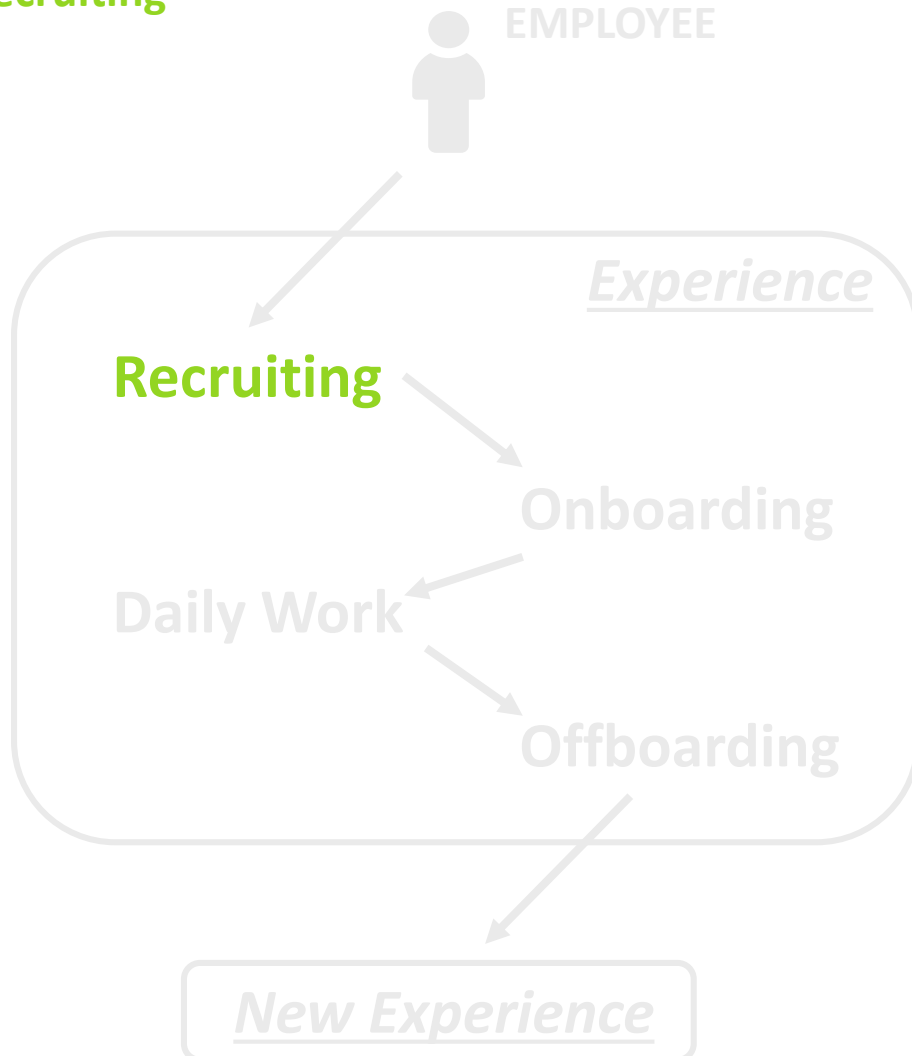 EMPLOYEE
Experience
Recruiting
Onboarding
Daily Work
Offboarding
New Experience